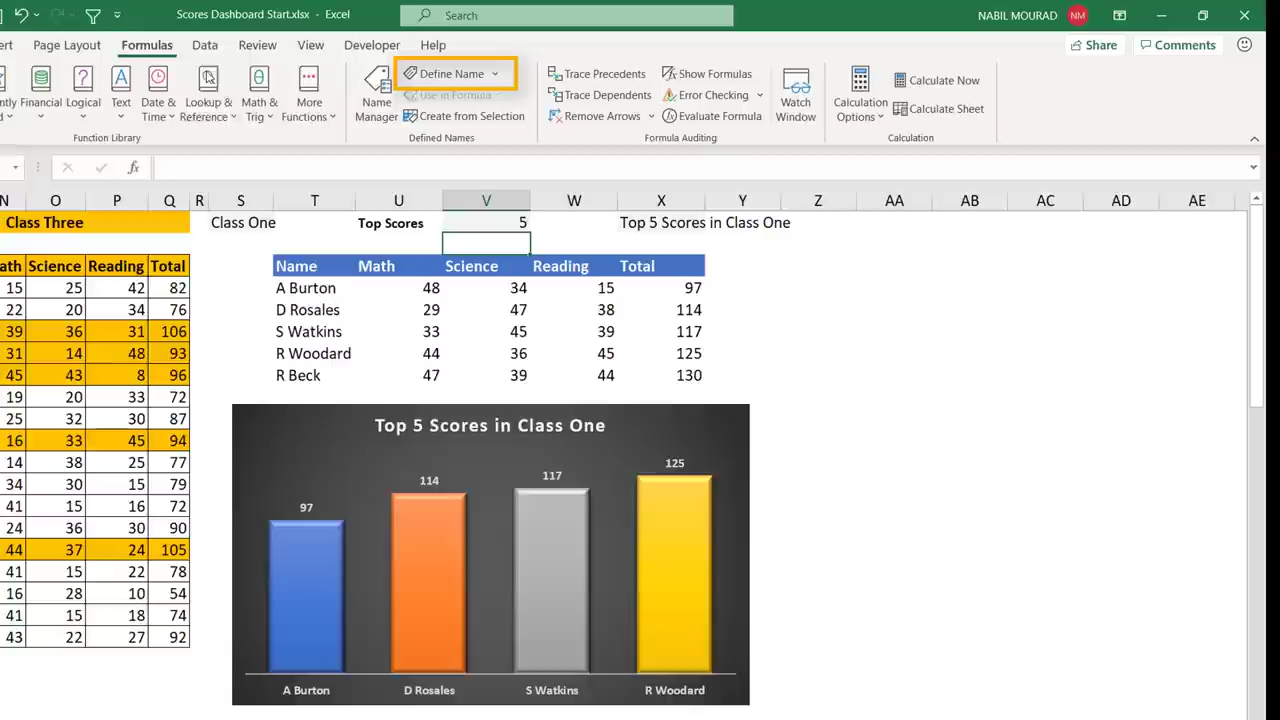 Scores Dashboard Start.xlsx - Excel
Search
NABIL MOURAD
NM
ert Page Layout Formulas Data Review View Developer Help
Share
Comments
Financial Logical Text Date & Time Lookup & Reference Math & Trig More Functions
Function Library
Name Manager
Define Name
Use in Formula
Create from Selection
Defined Names
Trace Precedents
Trace Dependents
Remove Arrows
Show Formulas
Error Checking
Evaluate Formula
Formula Auditing
Watch Window
Calculation Options
Calculate Now
Calculate Sheet
Calculation
fx
N O P Q R S T U V W X Y Z AA AB AC AD AE
Class Three Class One Top Scores 5 Top 5 Scores in Class One
ath Science Reading Total Name Math Science Reading Total
15 25 42 82 A Burton 48 34 15 97
22 20 34 76 D Rosales 29 47 38 114
39 36 31 106 S Watkins 33 45 39 117
31 14 48 93 R Woodard 44 36 45 125
45 43 8 96 R Beck 47 39 44 130
19 20 33 72
25 32 30 87
16 33 45 94
14 38 25 77
34 30 15 79
41 15 16 72
24 36 30 90
44 37 24 105
41 15 22 78
16 28 10 54
41 15 18 74
43 22 27 92
Top 5 Scores in Class One
97 114 117 125
A Burton D Rosales S Watkins R Woodard